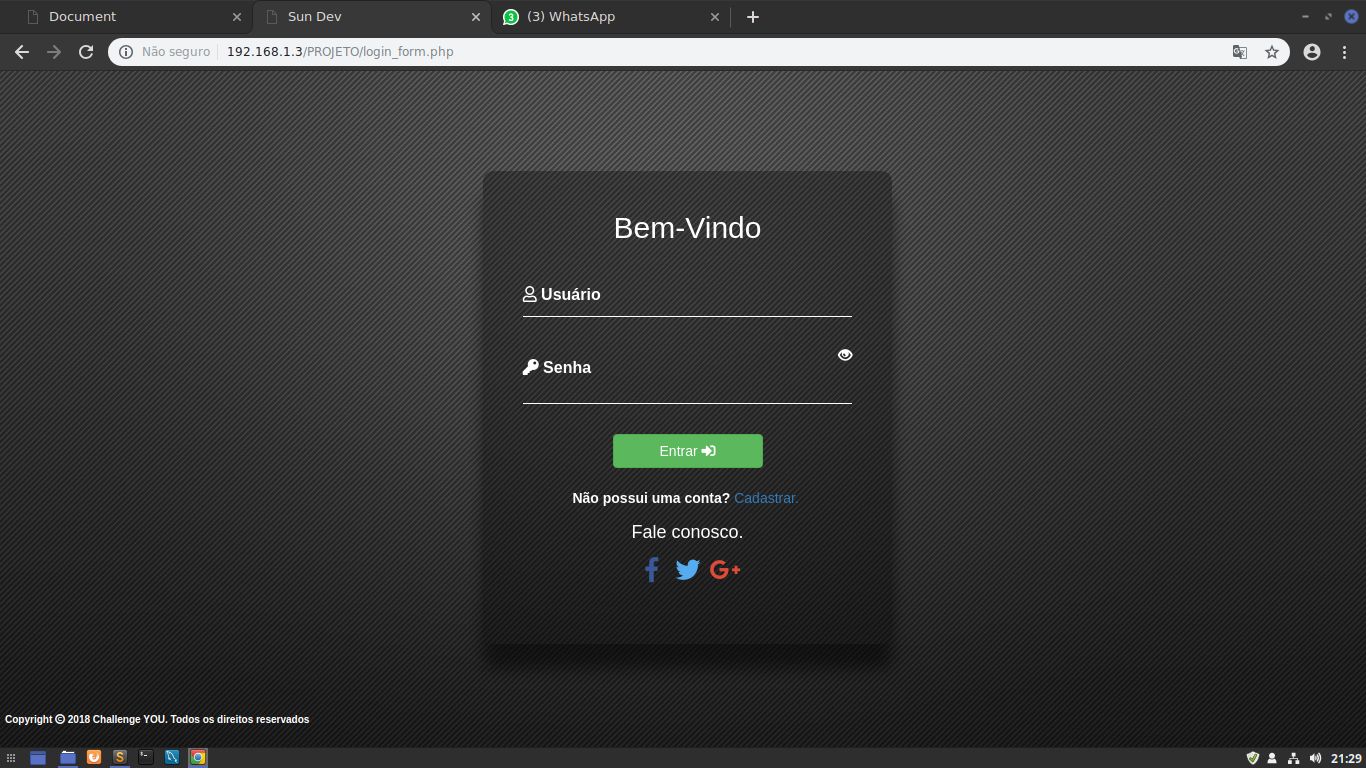 Document
Sun Dev
3 (3) WhatsApp
Não seguro 192.168.1.3/PROJETO/login_form.php
Bem-Vindo
Usuário
Senha
Entrar
Não possui uma conta? Cadastrar.
Fale conosco.
Copyright © 2018 Challenge YOU. Todos os direitos reservados
21:29